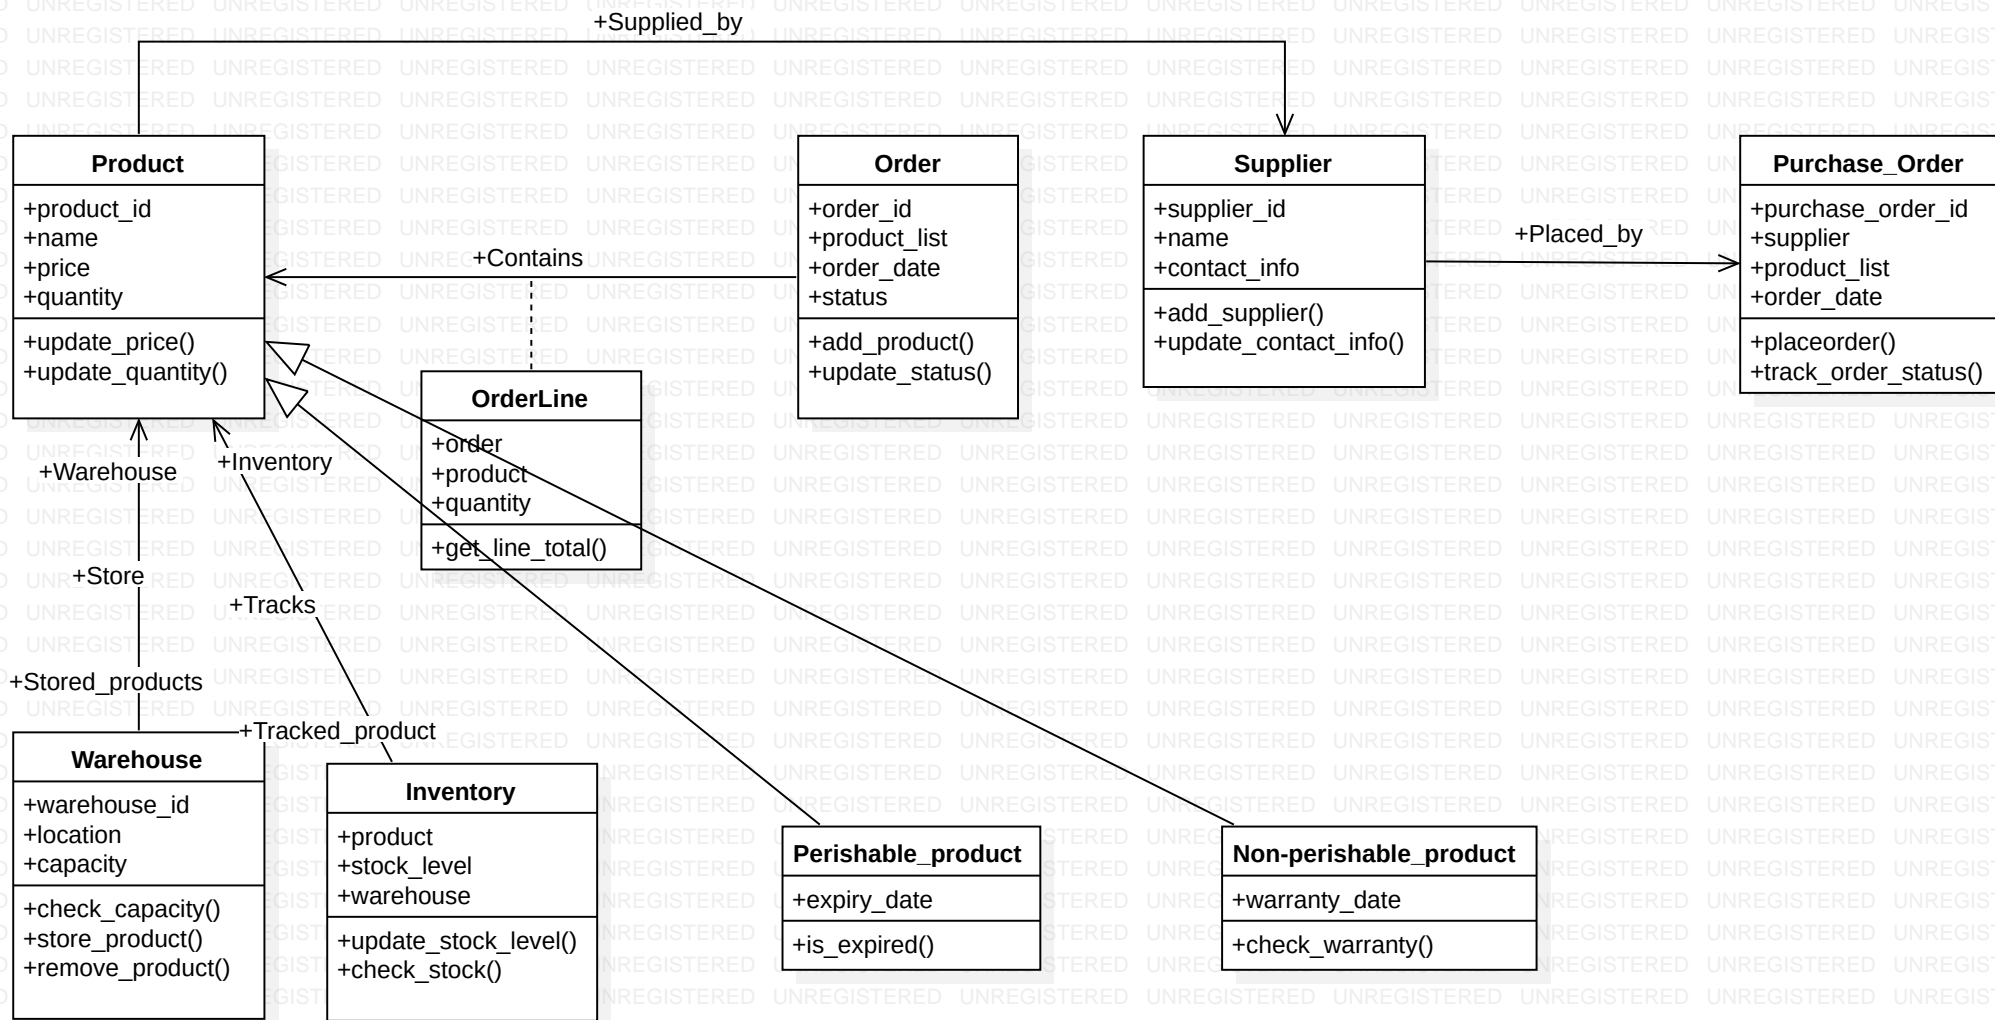 +Supplied_by
Product
+product_id
+name
+price
+quantity
+update_price()
+update_quantity()
+Contains
Order
+order_id
+product_list
+order_date
+status
+add_product()
+update_status()
Supplier
+supplier_id
+name
+contact_info
+add_supplier()
+update_contact_info()
+Placed_by
Purchase_Order
+purchase_order_id
+supplier
+product_list
+order_date
+placeorder()
+track_order_status()
OrderLine
+order
+product
+quantity
+get_line_total()
+Warehouse
+Inventory
+Store
+Tracks
+Stored_products
+Tracked_product
Warehouse
+warehouse_id
+location
+capacity
+check_capacity()
+store_product()
+remove_product()
Inventory
+product
+stock_level
+warehouse
+update_stock_level()
+check_stock()
Perishable_product
+expiry_date
+is_expired()
Non-perishable_product
+warranty_date
+check_warranty()
UNREGISTERED